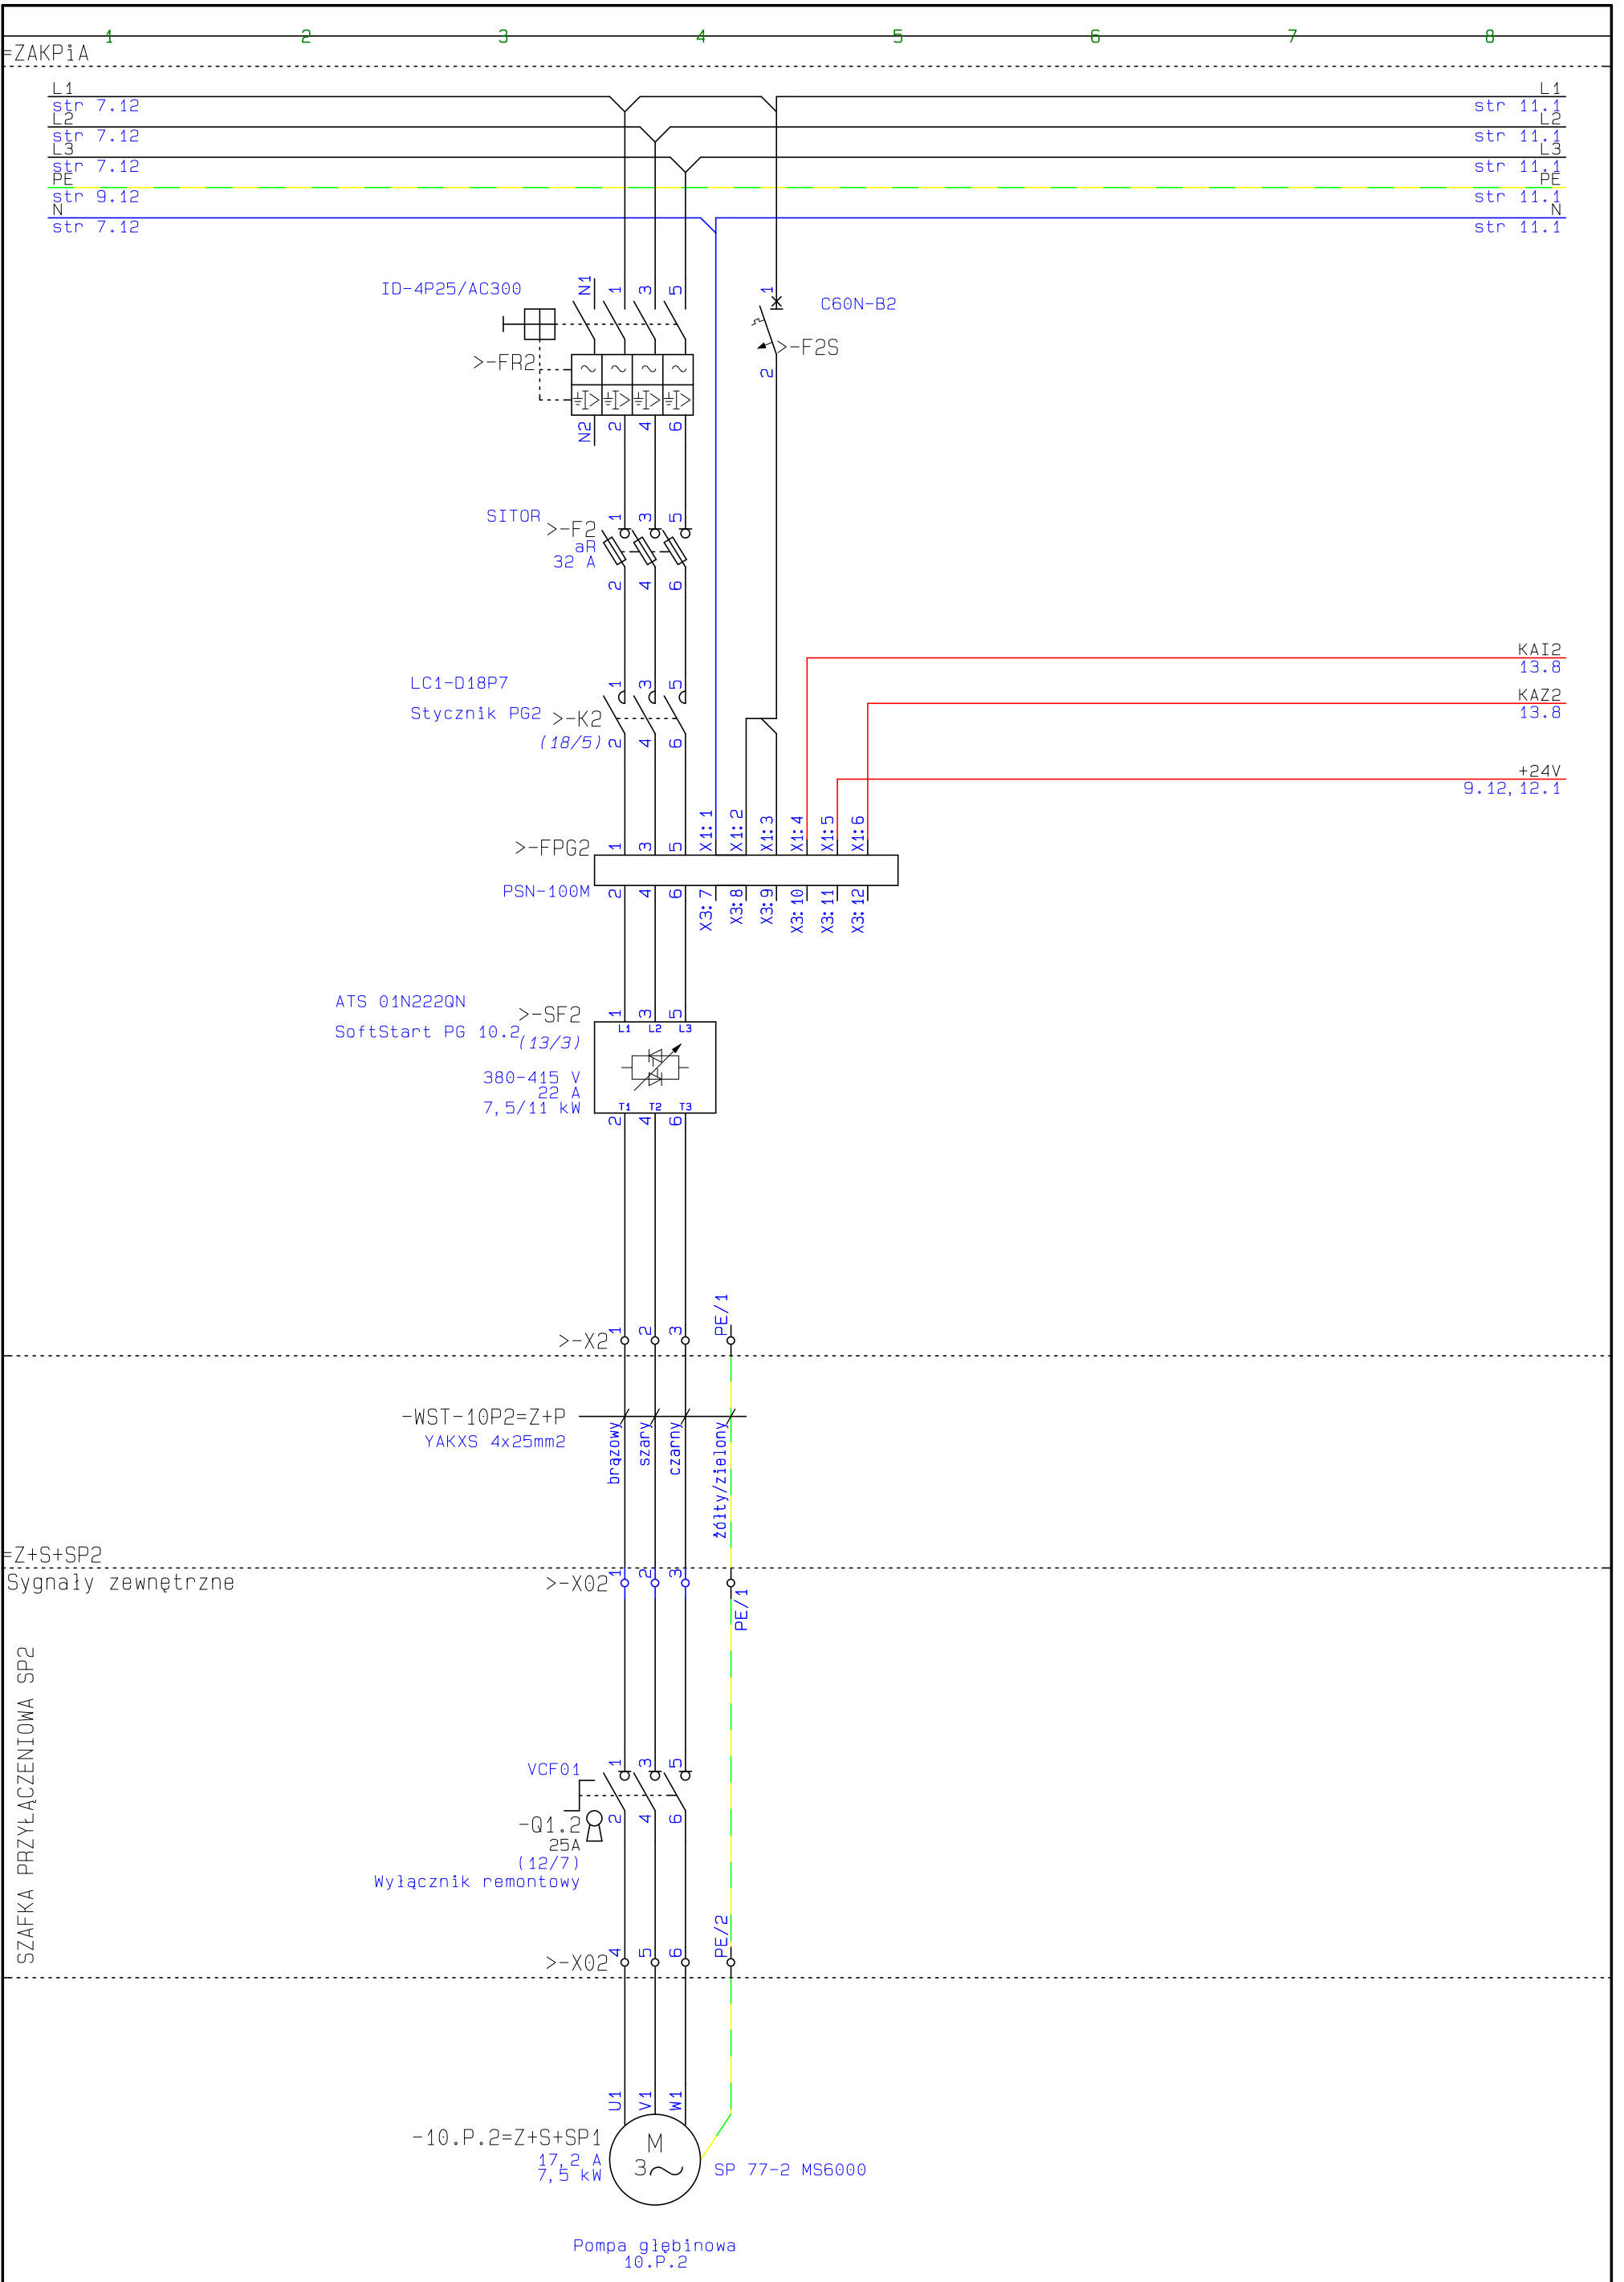 1 2 3 4 5 6 7 8
=ZAKPiA
L1 L1
str 7.12 str 11.1
L2 L2
str 7.12 str 11.1
L3 L3
str 7.12 str 11.1
PE PE
str 9.12 str 11.1
N N
str 7.12 str 11.1
ID-4P25/AC300 N1 1 3 5 1 C60N-B2
>-FR2 >-F2S
N2 2 4 6 2
SITOR 1 3 5
>-F2
aR
32 A
2 4 6
KAI2
13.8
LC1-D18P7 1 3 5
KAZ2
13.8
Stycznik PG2 >-K2
(18/5) 2 4 6
+24V
9.12,12.1
>-FPG2 1 3 5 X1:1 X1:2 X1:3 X1:4 X1:5 X1:6
PSN-100M 2 4 6 X3:7 X3:8 X3:9 X3:10 X3:11 X3:12
ATS 01N222QN
>-SF2 1 3 5
SoftStart PG 10.2 L1 L2 L3
(13/3)
380-415 V
22 A
7,5/11 kW T1 T2 T3
2 4 6
>-X2 1 2 3 PE/1
-WST-10P2=Z+P
YAKXS 4x25mm2 brązowy szary czarny żółty/zielony
=Z+S+SP2
Sygnały zewnętrzne >-X02 1 2 3 PE/1
SZAFKA PRZYŁĄCZENIOWA SP2
VCF01 1 3 5
-Q1.2 2 4 6
25A
(12/7)
Wyłącznik remontowy
>-X02 4 5 6 PE/2
U1 V1 W1
-10.P.2=Z+S+SP1 M
17,2 A 3
7,5 kW SP 77-2 MS6000
Pompa głębinowa
10.P.2